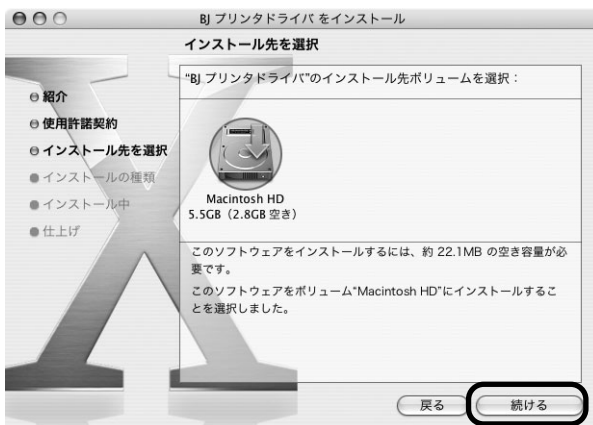 BJ プリンタドライバ をインストール
インストール先を選択
"BJ プリンタドライバ"のインストール先ボリュームを選択：
紹介
使用許諾契約
インストール先を選択
インストールの種類
インストール中
仕上げ
Macintosh HD
5.5GB（2.8GB 空き）
このソフトウェアをインストールするには、約 22.1MB の空き容量が必
要です。
このソフトウェアをボリューム"Macintosh HD"にインストールするこ
とを選択しました。
戻る
続ける